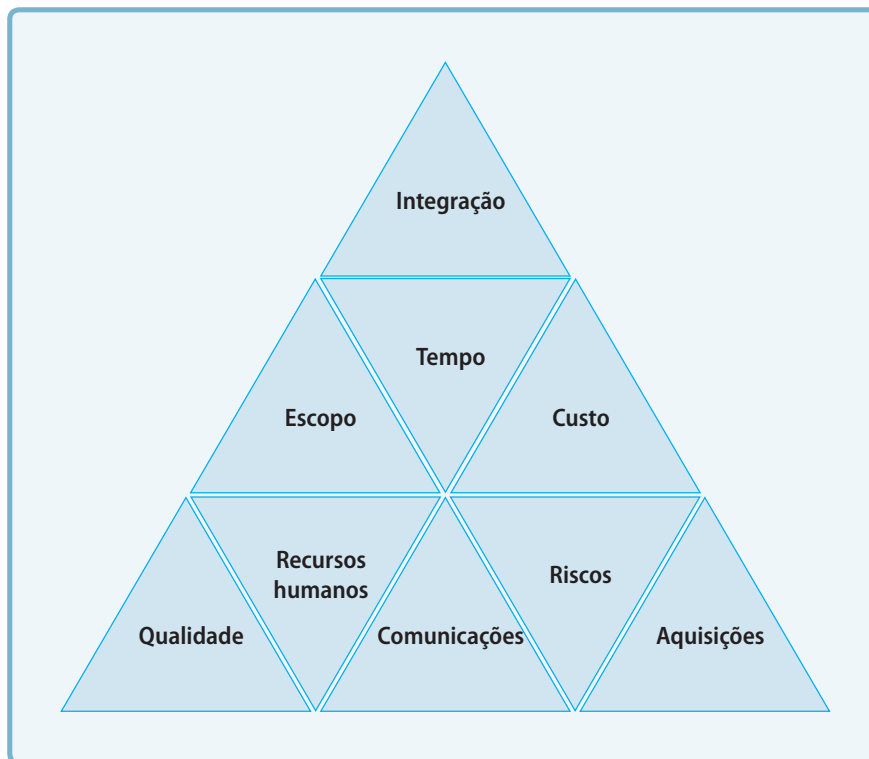 Integração
Tempo
Escopo
Custo
Recursos
humanos
Riscos
Qualidade
Comunicações
Aquisições